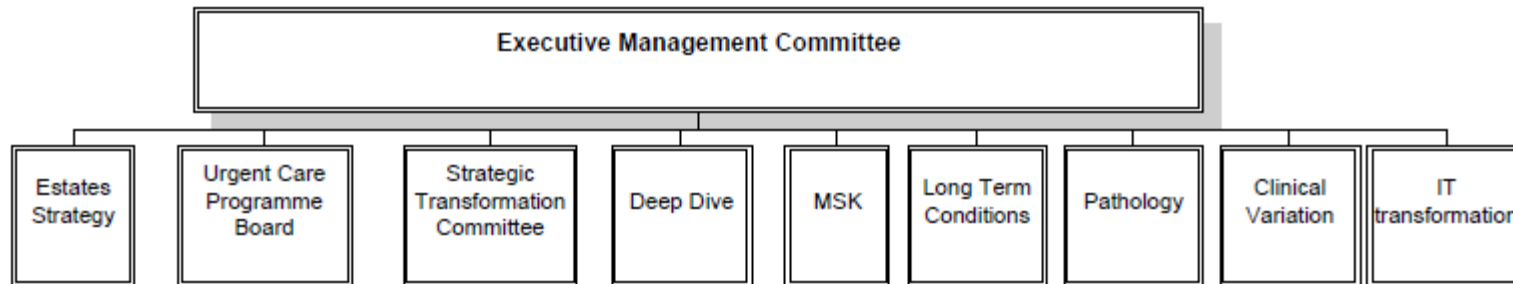 Executive Management Committee
Estates
Strategy
Urgent Care
Programme
Board
Strategic
Transformation
Committee
Deep Dive
MSK
Long Term
Conditions
Pathology
Clinical
Variation
IT
transformation